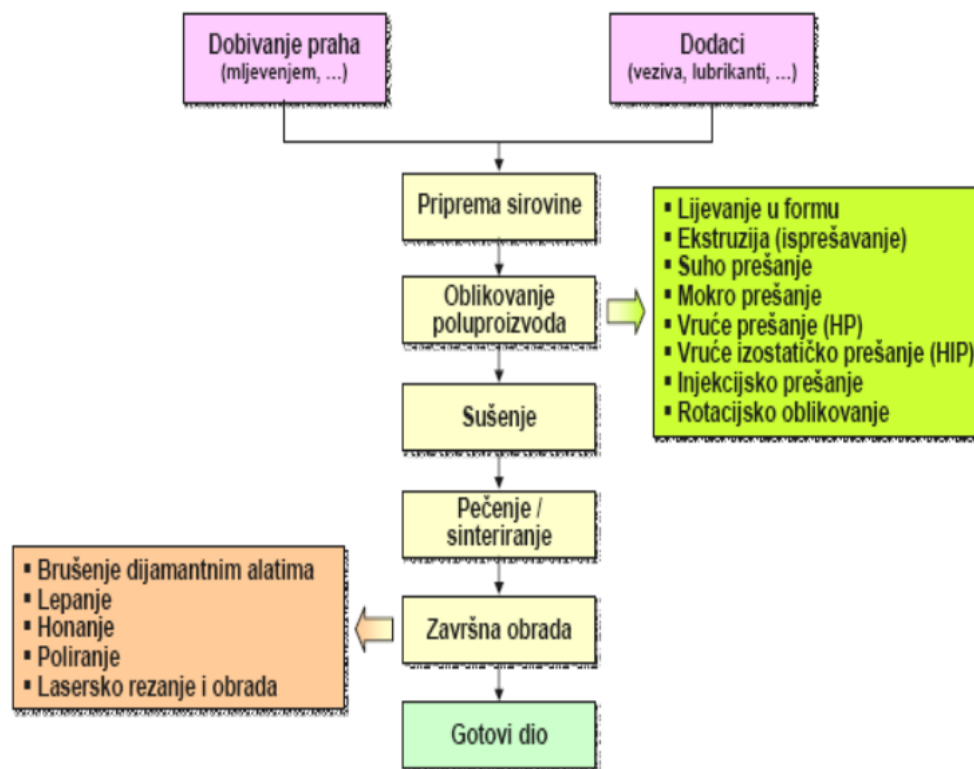 Dobivanje praha
(mljevenjem, ...)
Dodaci
(veziva, lubrikanti, ...)
Priprema sirovine
Oblikovanje
poluproizvoda
▪ Lijevanje u formu
▪ Ekstruzija (isprešavanje)
▪ Suho prešanje
▪ Mokro prešanje
▪ Vruće prešanje (HP)
▪ Vruće izostatičko prešanje (HIP)
▪ Injekcijsko prešanje
▪ Rotacijsko oblikovanje
Sušenje
Pečenje /
sinteriranje
Završna obrada
▪ Brušenje dijamantnim alatima
▪ Lepanje
▪ Honanje
▪ Poliranje
▪ Lasersko rezanje i obrada
Gotovi dio